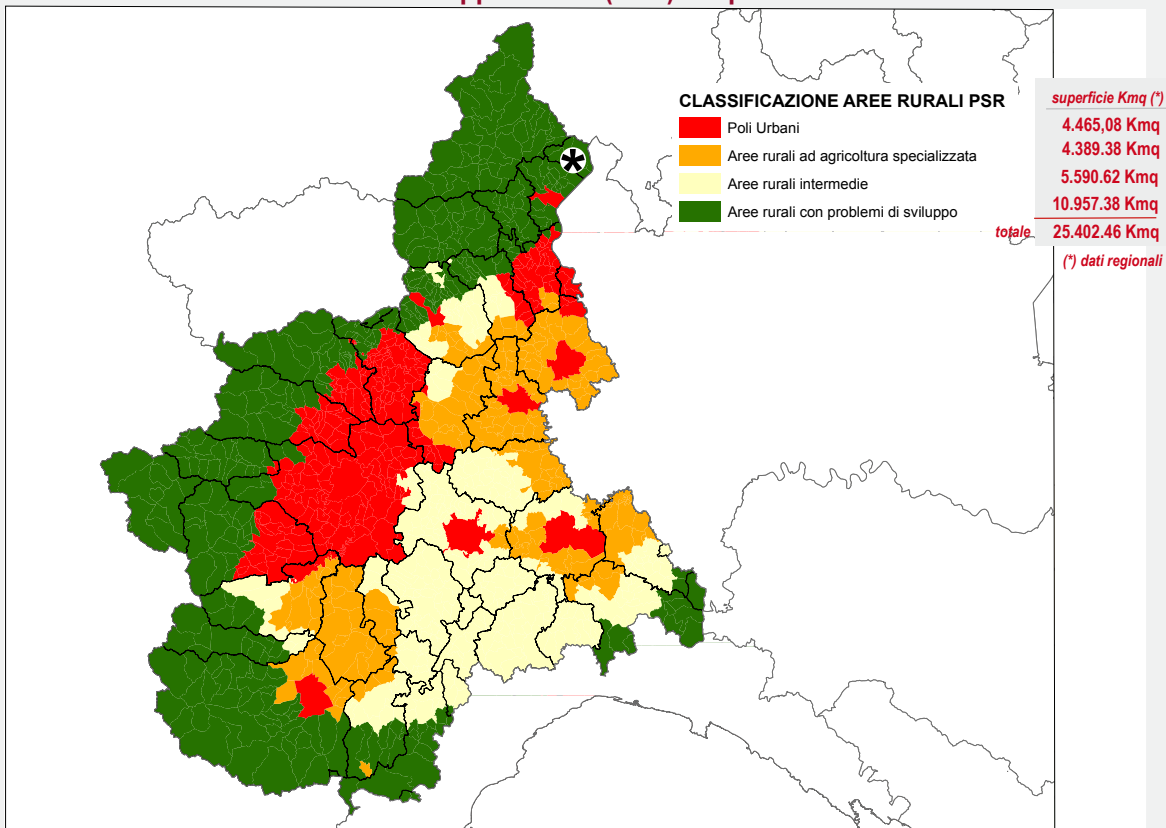 CLASSIFICAZIONE AREE RURALI PSR
superficie Kmq (*)
Poli Urbani
4.465,08 Kmq
Aree rurali ad agricoltura specializzata
4.389.38 Kmq
Aree rurali intermedie
5.590.62 Kmq
Aree rurali con problemi di sviluppo
10.957.38 Kmq
totale 25.402.46 Kmq
(*) dati regionali
*